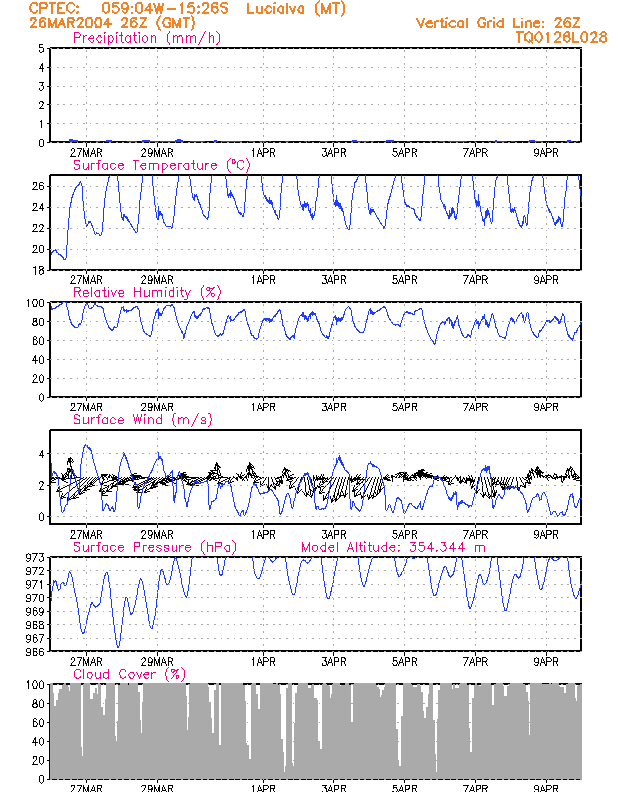 CPTEC: 059:04W-15:26S Lucialva (MT)
26MAR2004 26Z (GMT) Vertical Grid Line: 26Z
Precipitation (mm/h) TQ0126L028
5
4
3
2
1
0
27MAR 29MAR 1APR 3APR 5APR 7APR 9APR
Surface Temperature (ºC)
26
24
22
20
18
27MAR 29MAR 1APR 3APR 5APR 7APR 9APR
Relative Humidity (%)
100
80
60
40
20
0
27MAR 29MAR 1APR 3APR 5APR 7APR 9APR
Surface Wind (m/s)
4
2
0
27MAR 29MAR 1APR 3APR 5APR 7APR 9APR
Surface Pressure (hPa) Model Altitude: 354.344 m
973
972
971
970
969
968
967
966
27MAR 29MAR 1APR 3APR 5APR 7APR 9APR
Cloud Cover (%)
100
80
60
40
20
0
27MAR 29MAR 1APR 3APR 5APR 7APR 9APR